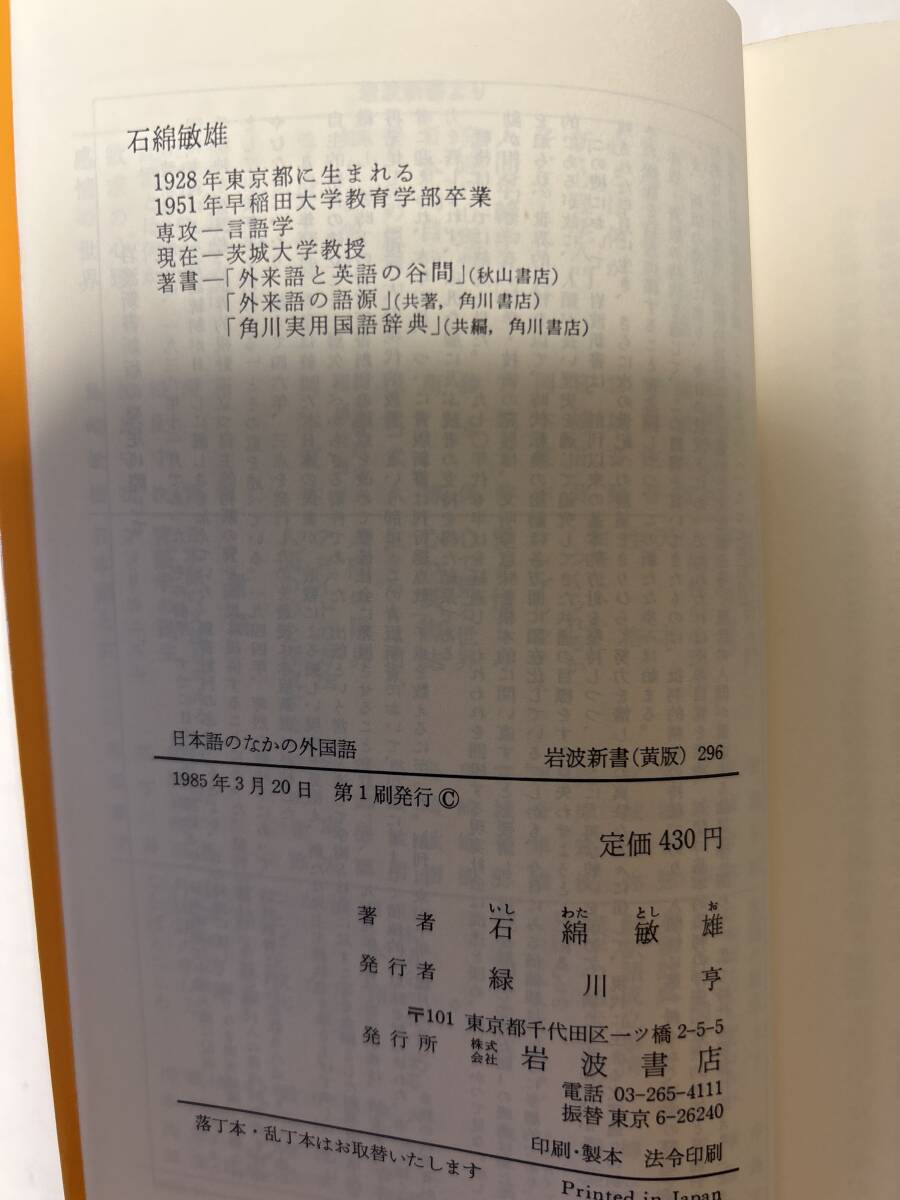 石綿敏雄
1928年東京都に生まれる
1951年早稲田大学教育学部卒業
専攻―言語学
現在―茨城大学教授
著書―「外来語と英語の谷間」(秋山書店)
「外来語の語源」(共著,角川書店)
「角川実用国語辞典」(共編,角川書店)
日本語のなかの外国語 岩波新書(黄版) 296
1985年3月20日 第1刷発行 ©
定価 430円
著者 石綿敏雄
いし わた とし お
発行者 緑川亨
〒101 東京都千代田区一ツ橋 2-5-5
発行所 株式会社 岩波書店
電話 03-265-4111
振替 東京 6-26240
印刷・製本 法令印刷
落丁本・乱丁本はお取替いたします
Printed in Japan